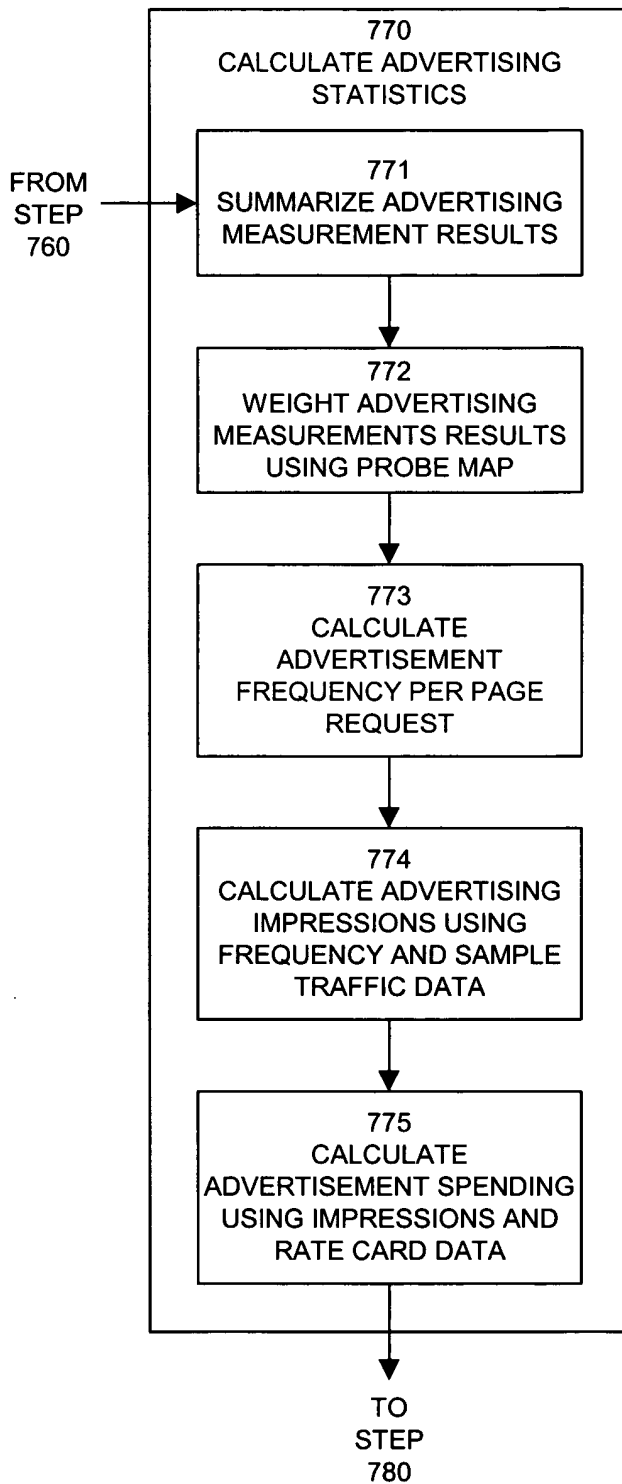 770
CALCULATE ADVERTISING
STATISTICS
FROM
STEP
760
771
SUMMARIZE ADVERTISING
MEASUREMENT RESULTS
772
WEIGHT ADVERTISING
MEASUREMENTS RESULTS
USING PROBE MAP
773
CALCULATE
ADVERTISEMENT
FREQUENCY PER PAGE
REQUEST
774
CALCULATE ADVERTISING
IMPRESSIONS USING
FREQUENCY AND SAMPLE
TRAFFIC DATA
775
CALCULATE
ADVERTISEMENT SPENDING
USING IMPRESSIONS AND
RATE CARD DATA
TO
STEP
780